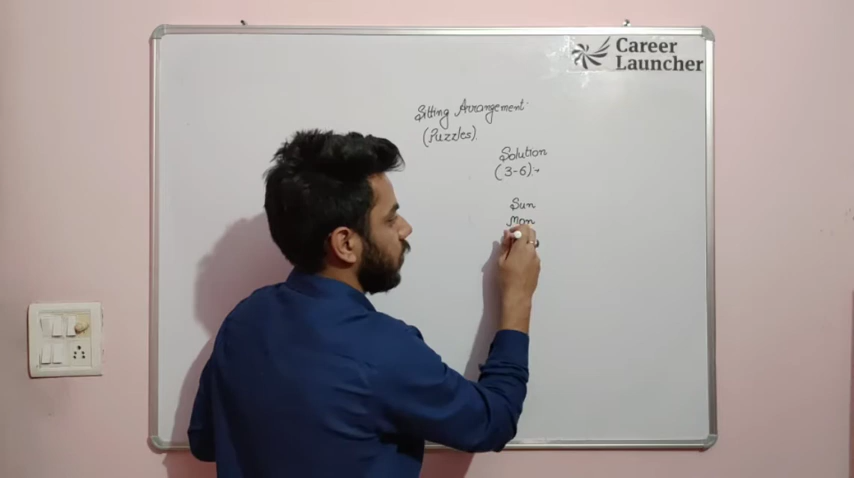 Career
Launcher
Sitting Arrangement
(Puzzles)
Solution
(3-6):-
Sun
Mon